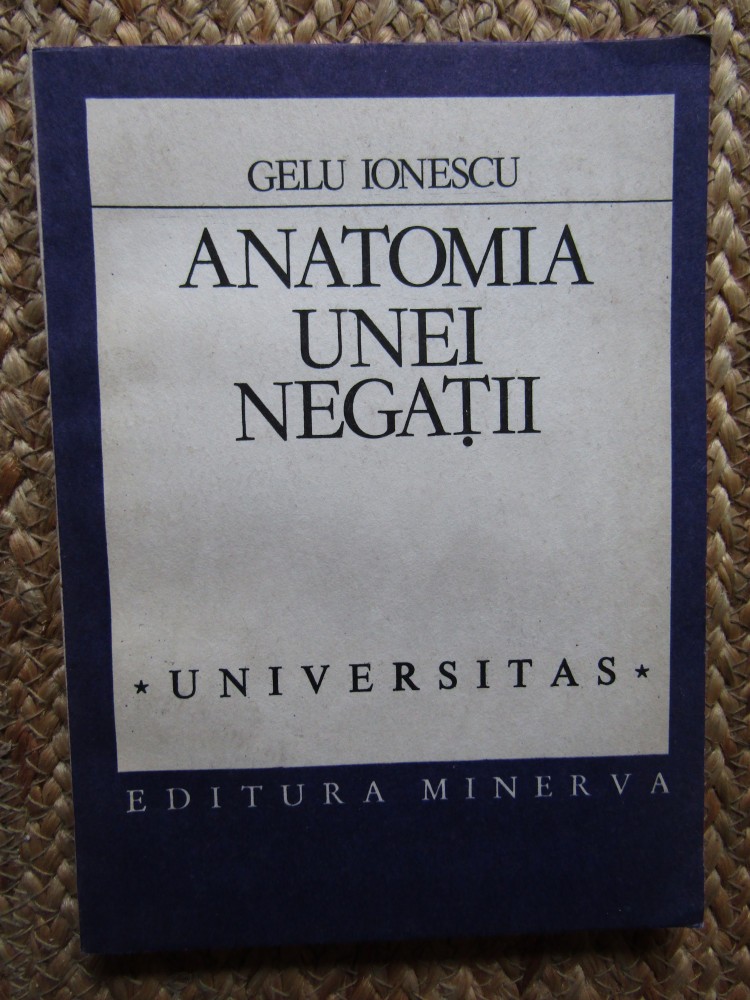 GELU IONESCU
ANATOMIA
UNEI
NEGAȚII
* UNIVERSITAS *
EDITURA MINERVA